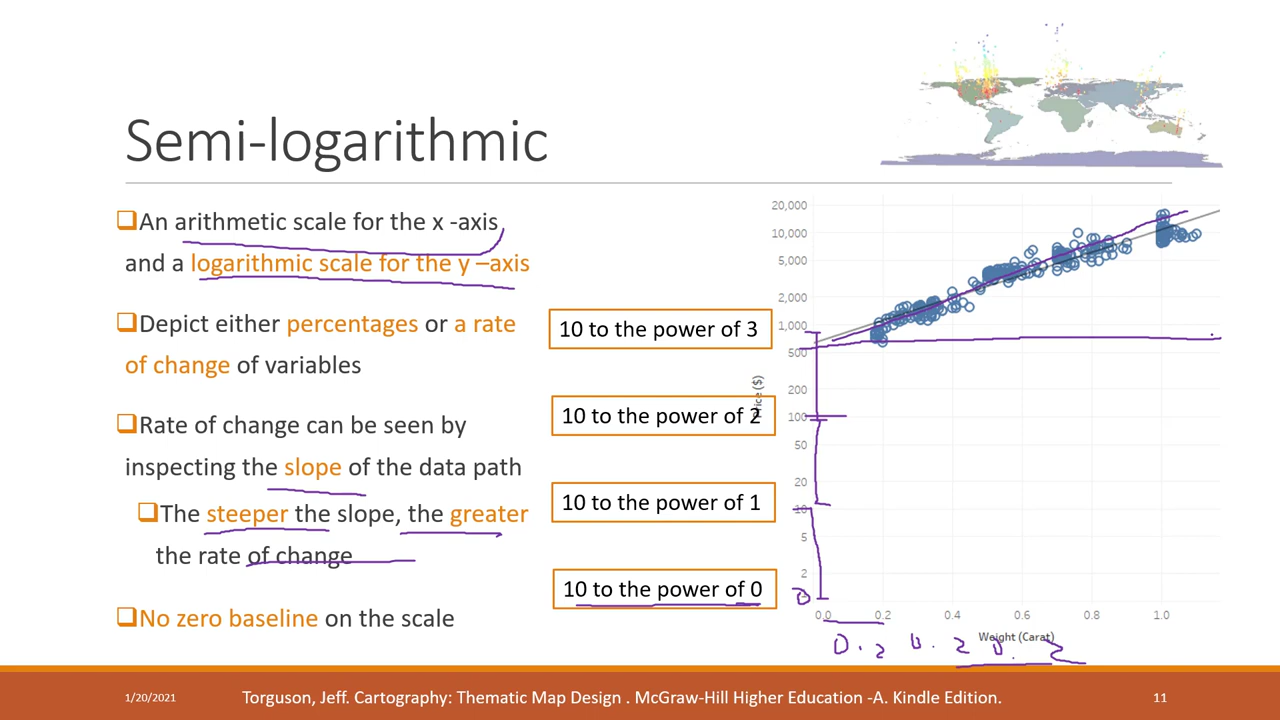 Semi-logarithmic
An arithmetic scale for the x -axis
and a logarithmic scale for the y –axis
Depict either percentages or a rate
of change of variables
Rate of change can be seen by
inspecting the slope of the data path
The steeper the slope, the greater
the rate of change
No zero baseline on the scale
10 to the power of 3
10 to the power of 2
10 to the power of 1
10 to the power of 0
20,000
10,000
5,000
2,000
1,000
500
200
100
50
20
10
5
2
Price ($)
0.0 0.2 0.4 0.6 0.8 1.0
Weight (Carat)
0.2 0.2 0.2
1/20/2021
Torguson, Jeff. Cartography: Thematic Map Design . McGraw-Hill Higher Education -A. Kindle Edition.
11